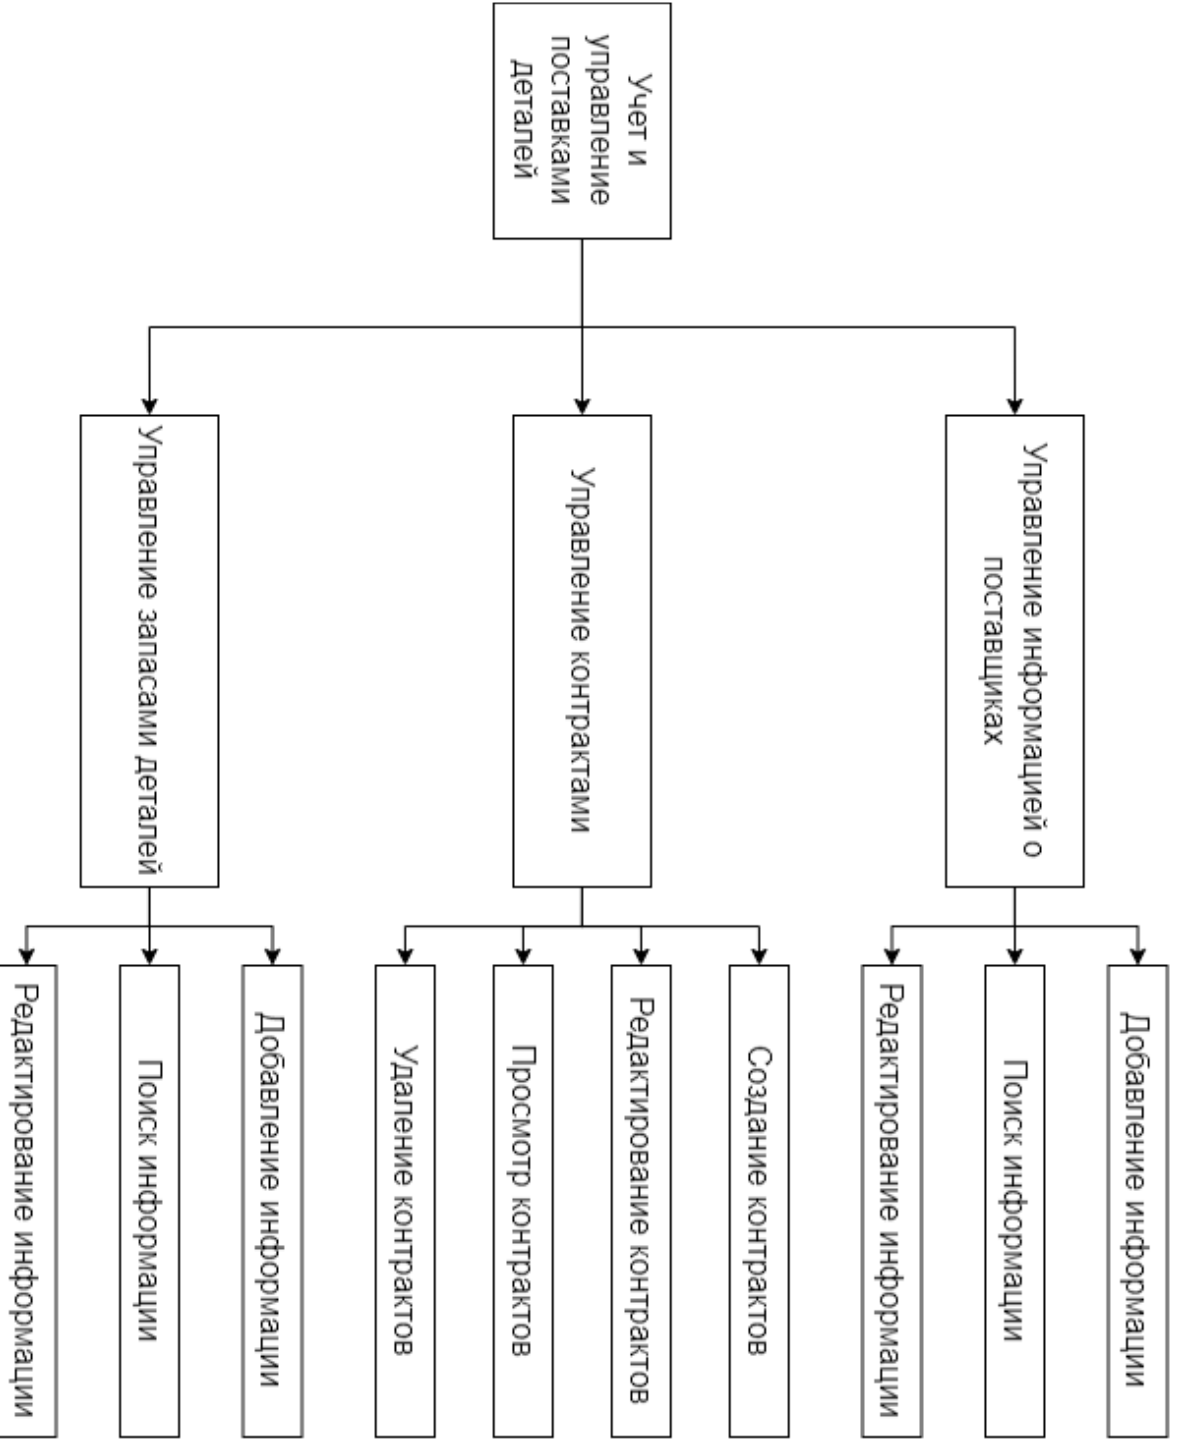 Учет и
управление
поставками
деталей
Управление информацией о
поставщиках
Добавление информации
Поиск информации
Редактирование информации
Управление контрактами
Создание контрактов
Редактирование контрактов
Просмотр контрактов
Удаление контрактов
Управление запасами деталей
Добавление информации
Поиск информации
Редактирование информации